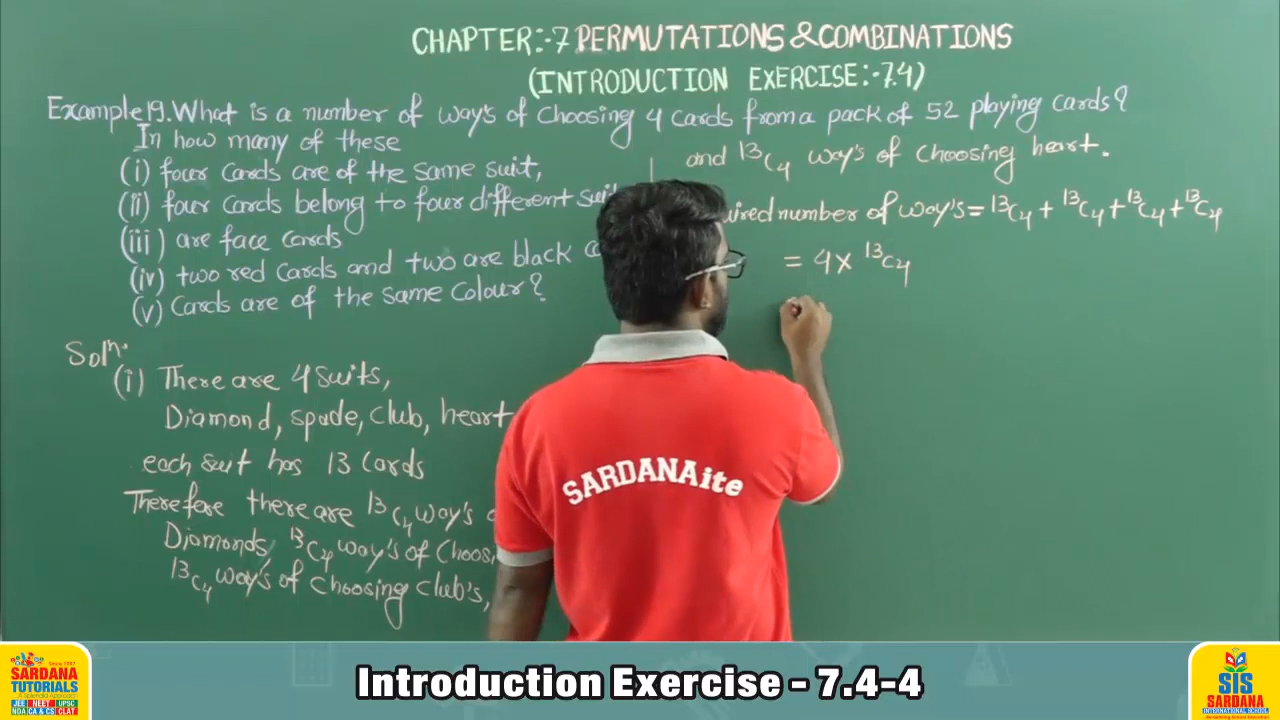 CHAPTER:-7 PERMUTATIONS & COMBINATIONS
(INTRODUCTION EXERCISE:-7.4)
Example 19. What is a number of way's of Choosing 4 Cards from a pack of 52 playing cards?
In how many of these
(i) four Cards are of the same suit,
(ii) four Cards belong to four different
(iii) are face Cards
(iv) two red Cards and two are black
(v) Cards are of the same Colour?
Solⁿ.
(i) There are 4 Suits,
Diamond, spade, club, heart
each suit has 13 Cards
Therefore there are ¹³C₄ way's
Diamonds, ¹³C₄ way's of
¹³C₄ way's of Choosing club's,
and ¹³C₄ way's of Choosing heart.
number of way's = ¹³C₄ + ¹³C₄ + ¹³C₄ + ¹³C₄
= 4 × ¹³C₄
SARDANAite
Introduction Exercise - 7.4-4
Since 1997
SARDANA
TUTORIALS
A Splendid Approach
JEE NEET UPSC
NDA CA & CS CLAT
SIS
SARDANA
INTERNATIONAL SCHOOL